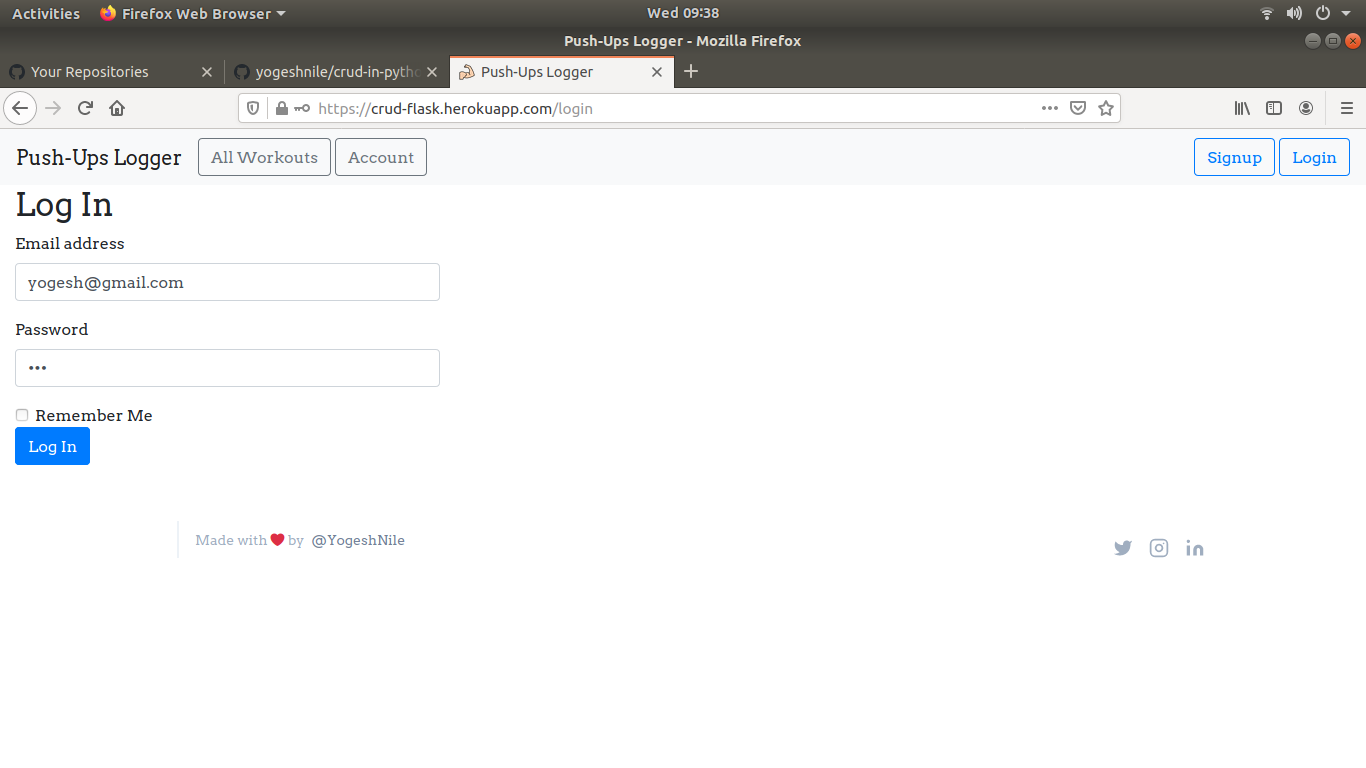 Activities Firefox Web Browser Wed 09:38
Push-Ups Logger - Mozilla Firefox
Your Repositories yogeshnile/crud-in-pytho Push-Ups Logger
https://crud-flask.herokuapp.com/login
Push-Ups Logger All Workouts Account Signup Login
Log In
Email address
yogesh@gmail.com
Password
•••
Remember Me
Log In
Made with ❤ by @YogeshNile